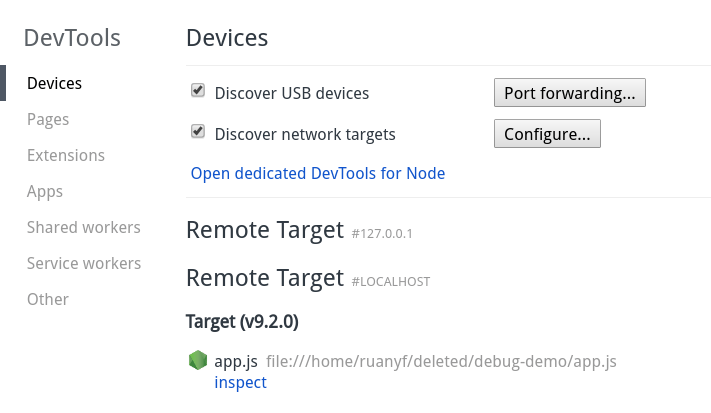 DevTools
Devices
Pages
Extensions
Apps
Shared workers
Service workers
Other
Devices
Discover USB devices
Port forwarding...
Discover network targets
Configure...
Open dedicated DevTools for Node
Remote Target #127.0.0.1
Remote Target #LOCALHOST
Target (v9.2.0)
app.js file:///home/ruanyf/deleted/debug-demo/app.js
inspect